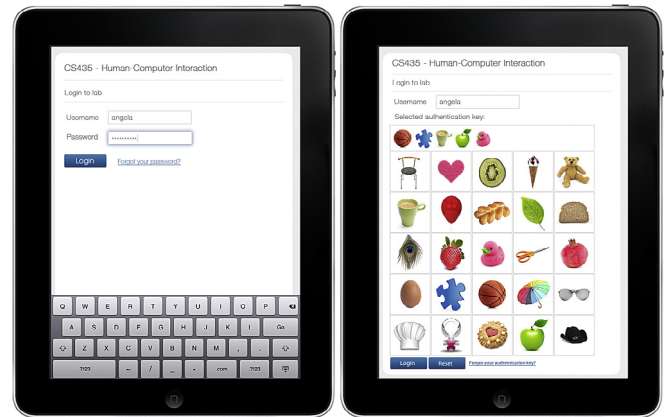 CS435 - Human-Computor Interaction
Login to lab
Username angela
Password ••••••••••
Login Forgot your password?
Q W E R T Y U I O P
A S D F G H J K L Go
Z X C V B N M , .
?123 - / _ - .com ?123
CS435 - Human-Computer Interaction
Login to lab
Username angela
Selected authentication key:
Login Reset Forgot your authentication key?